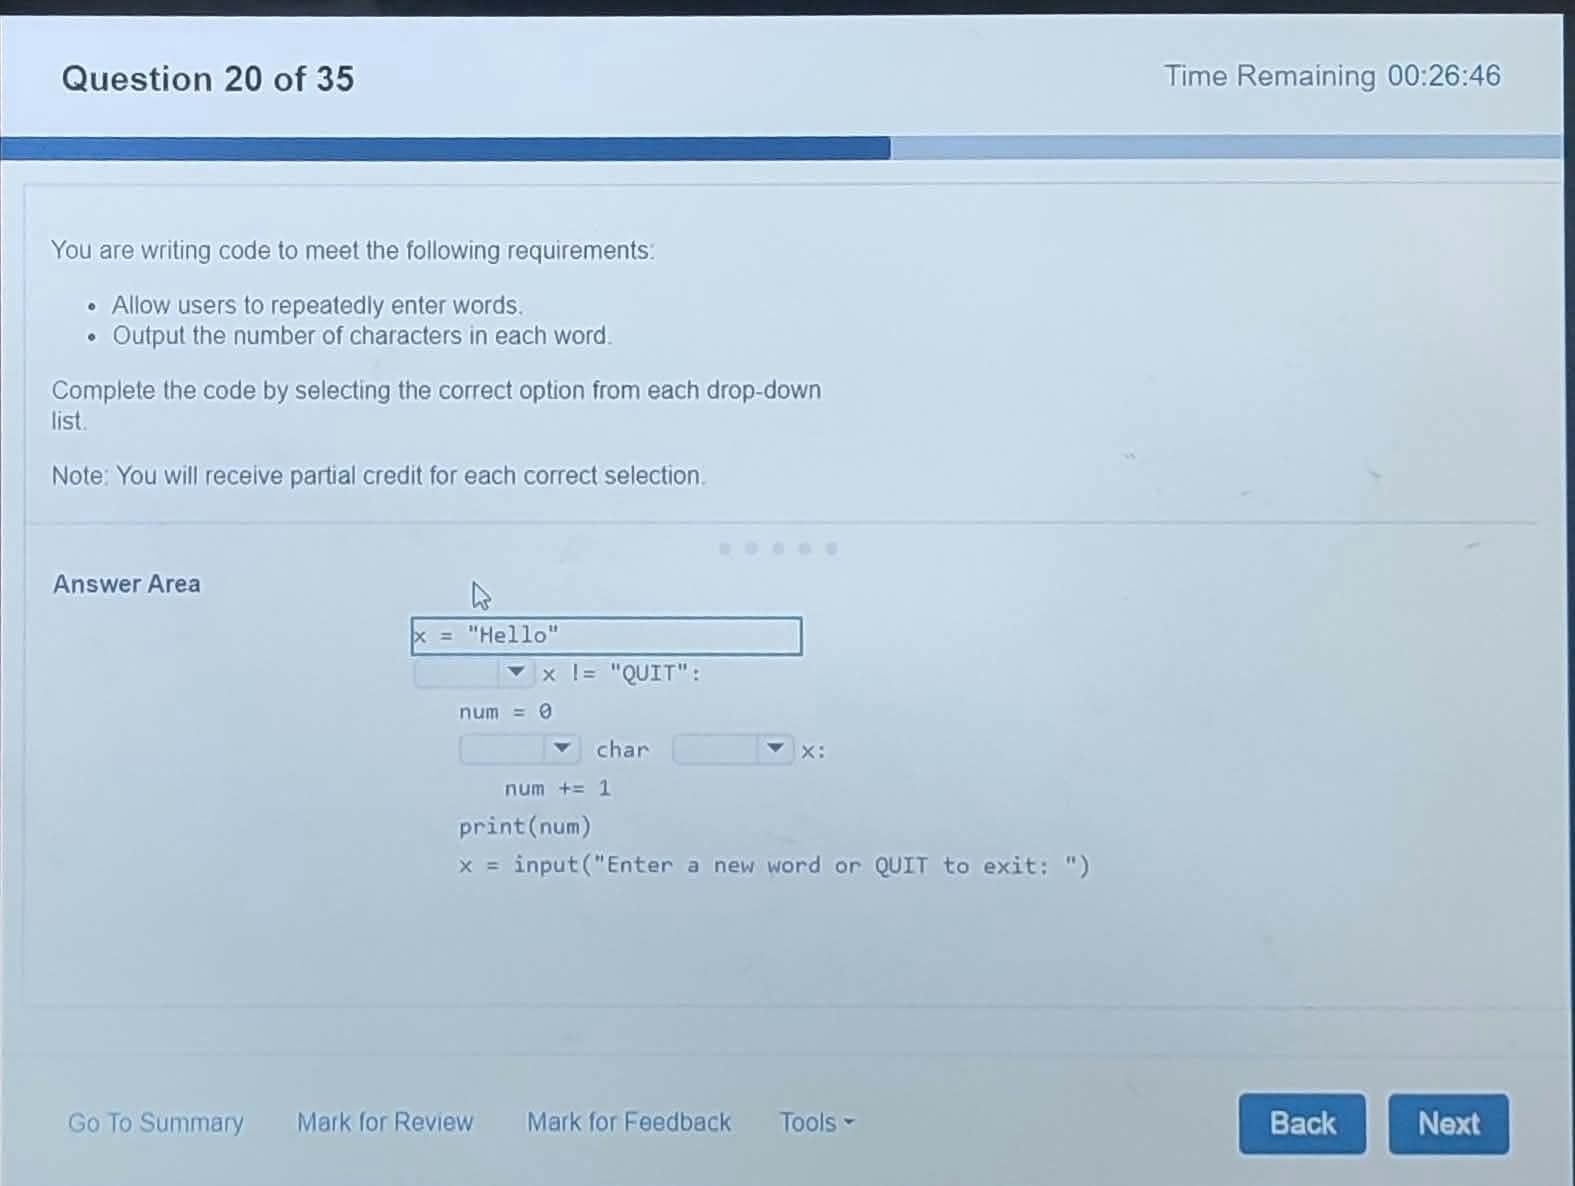 Question 20 of 35
Time Remaining 00:26:46
You are writing code to meet the following requirements:
• Allow users to repeatedly enter words.
• Output the number of characters in each word.
Complete the code by selecting the correct option from each drop-down
list.
Note: You will receive partial credit for each correct selection.
Answer Area
x = "Hello"
x != "QUIT":
num = 0
char x:
num += 1
print(num)
x = input("Enter a new word or QUIT to exit: ")
Go To Summary
Mark for Review
Mark for Feedback
Tools
Back
Next